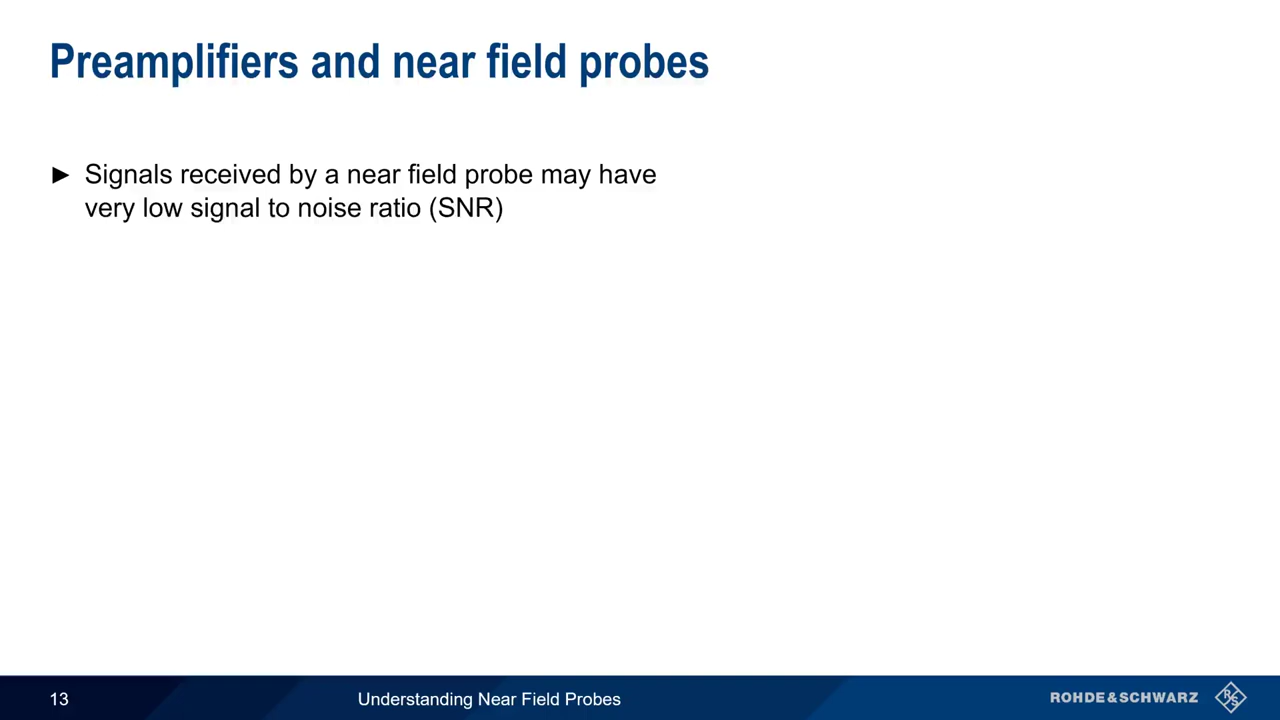 Preamplifiers and near field probes
► Signals received by a near field probe may have
very low signal to noise ratio (SNR)
13
Understanding Near Field Probes
ROHDE&SCHWARZ
R&S